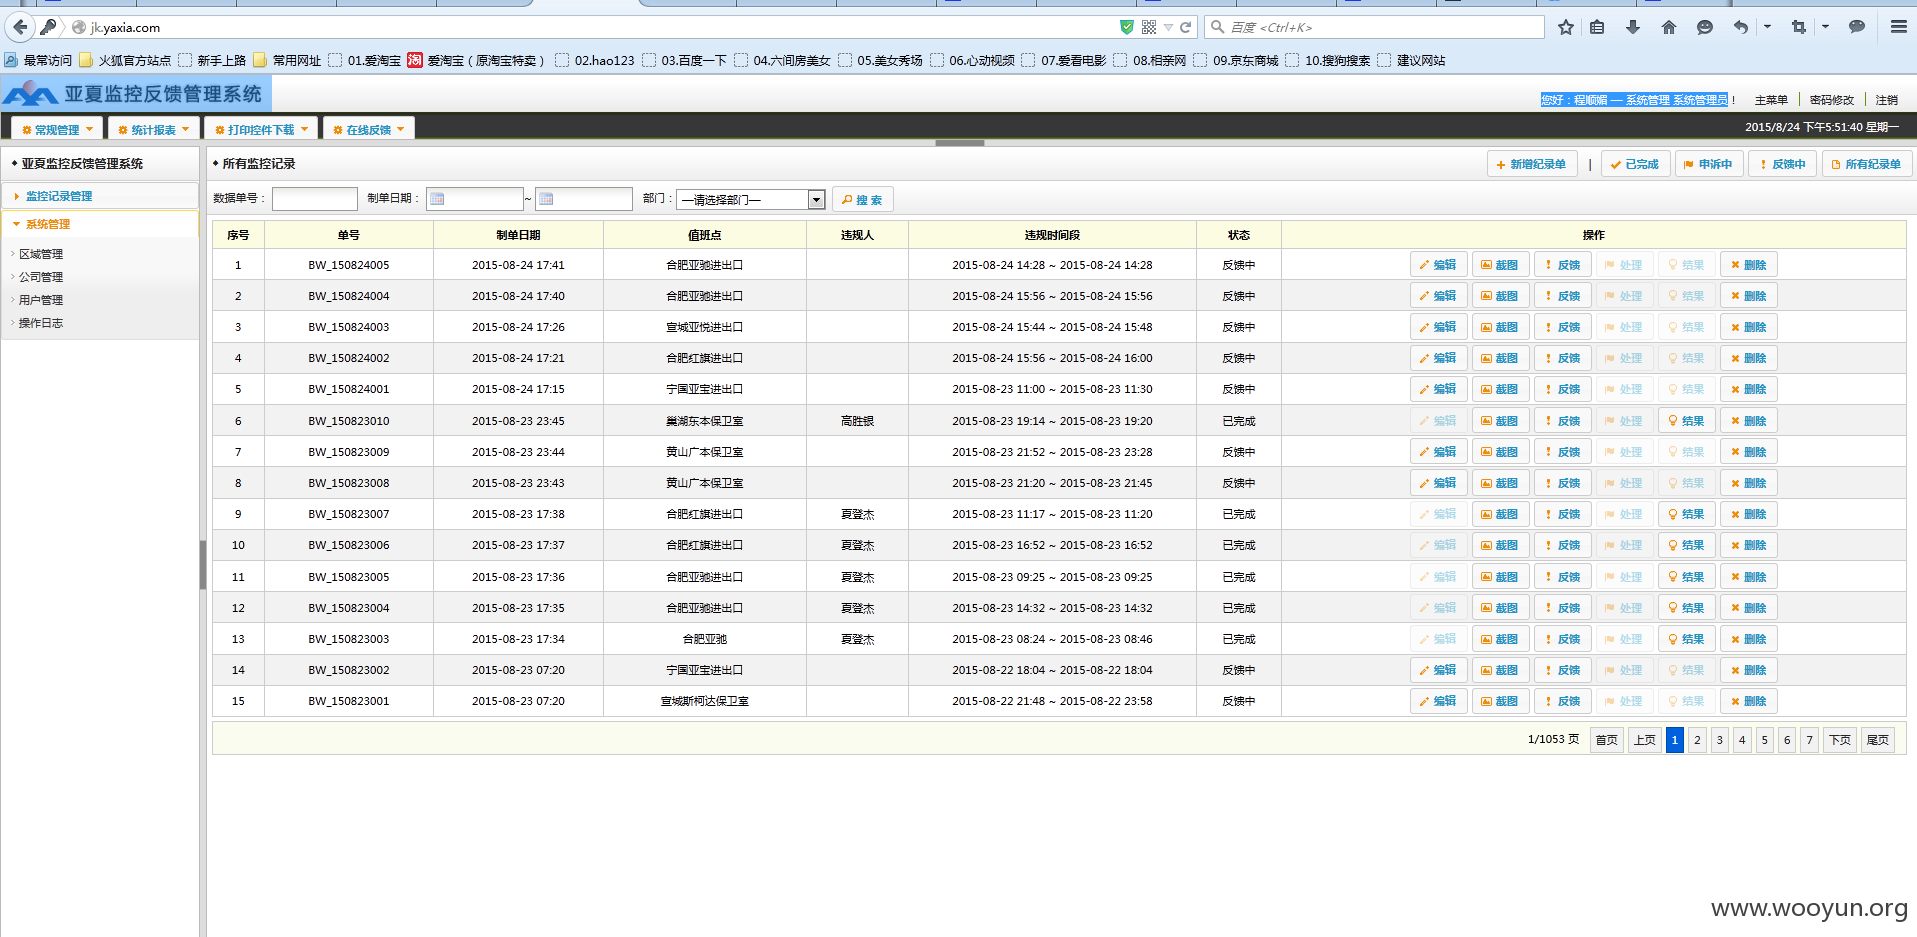 jk.yaxia.com
百度 <Ctrl+K>
最常访问 火狐官方站点 新手上路 常用网址 01.爱淘宝 淘 爱淘宝（原淘宝特卖） 02.hao123 03.百度一下 04.六间房美女 05.美女秀场 06.心动视频 07.爱看电影 08.相亲网 09.京东商城 10.搜狗搜索 建议网站
亚夏监控反馈管理系统
您好：程顺媚 — 系统管理 系统管理员！ 主菜单 密码修改 注销
常规管理 统计报表 打印控件下载 在线反馈 2015/8/24 下午5:51:40 星期一
亚夏监控反馈管理系统
监控记录管理
系统管理
区域管理
公司管理
用户管理
操作日志
所有监控记录 新增纪录单 | 已完成 申诉中 反馈中 所有纪录单
数据单号： 制单日期： ~ 部门： —请选择部门— 搜 索
序号 单号 制单日期 值班点 违规人 违规时间段 状态 操作
1 BW_150824005 2015-08-24 17:41 合肥亚驰进出口 2015-08-24 14:28 ~ 2015-08-24 14:28 反馈中 编辑 截图 反馈 处理 结果 删除
2 BW_150824004 2015-08-24 17:40 合肥亚驰进出口 2015-08-24 15:56 ~ 2015-08-24 15:56 反馈中 编辑 截图 反馈 处理 结果 删除
3 BW_150824003 2015-08-24 17:26 宣城亚悦进出口 2015-08-24 15:44 ~ 2015-08-24 15:48 反馈中 编辑 截图 反馈 处理 结果 删除
4 BW_150824002 2015-08-24 17:21 合肥红旗进出口 2015-08-24 15:56 ~ 2015-08-24 16:00 反馈中 编辑 截图 反馈 处理 结果 删除
5 BW_150824001 2015-08-24 17:15 宁国亚宝进出口 2015-08-23 11:00 ~ 2015-08-23 11:30 反馈中 编辑 截图 反馈 处理 结果 删除
6 BW_150823010 2015-08-23 23:45 巢湖东本保卫室 高胜银 2015-08-23 19:14 ~ 2015-08-23 19:20 已完成 编辑 截图 反馈 处理 结果 删除
7 BW_150823009 2015-08-23 23:44 黄山广本保卫室 2015-08-23 21:52 ~ 2015-08-23 23:28 反馈中 编辑 截图 反馈 处理 结果 删除
8 BW_150823008 2015-08-23 23:43 黄山广本保卫室 2015-08-23 21:20 ~ 2015-08-23 21:45 反馈中 编辑 截图 反馈 处理 结果 删除
9 BW_150823007 2015-08-23 17:38 合肥红旗进出口 夏登杰 2015-08-23 11:17 ~ 2015-08-23 11:20 已完成 编辑 截图 反馈 处理 结果 删除
10 BW_150823006 2015-08-23 17:37 合肥红旗进出口 夏登杰 2015-08-23 16:52 ~ 2015-08-23 16:52 已完成 编辑 截图 反馈 处理 结果 删除
11 BW_150823005 2015-08-23 17:36 合肥亚驰进出口 夏登杰 2015-08-23 09:25 ~ 2015-08-23 09:25 已完成 编辑 截图 反馈 处理 结果 删除
12 BW_150823004 2015-08-23 17:35 合肥亚驰进出口 夏登杰 2015-08-23 14:32 ~ 2015-08-23 14:32 已完成 编辑 截图 反馈 处理 结果 删除
13 BW_150823003 2015-08-23 17:34 合肥亚驰 夏登杰 2015-08-23 08:24 ~ 2015-08-23 08:46 已完成 编辑 截图 反馈 处理 结果 删除
14 BW_150823002 2015-08-23 07:20 宁国亚宝进出口 2015-08-22 18:04 ~ 2015-08-22 18:04 反馈中 编辑 截图 反馈 处理 结果 删除
15 BW_150823001 2015-08-23 07:20 宣城斯柯达保卫室 2015-08-22 21:48 ~ 2015-08-22 23:58 反馈中 编辑 截图 反馈 处理 结果 删除
1/1053 页 首页 上页 1 2 3 4 5 6 7 下页 尾页
www.wooyun.org